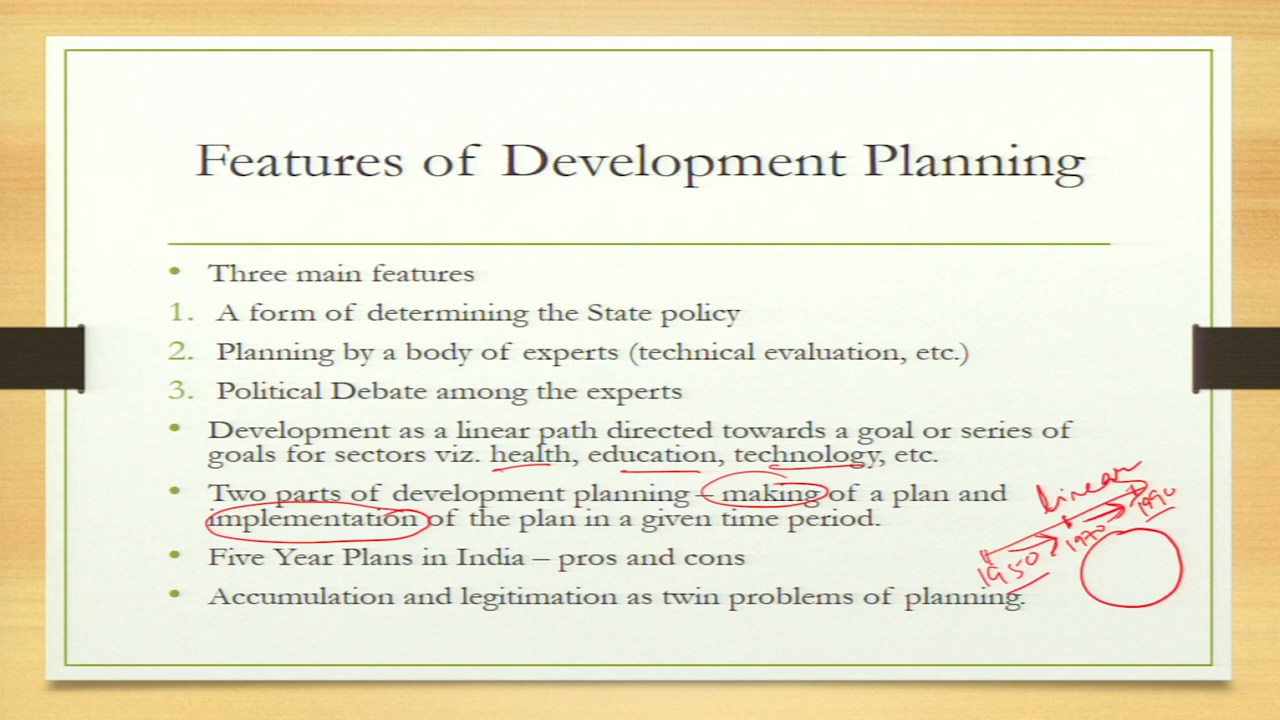 Features of Development Planning
• Three main features
1. A form of determining the State policy
2. Planning by a body of experts (technical evaluation, etc.)
3. Political Debate among the experts
• Development as a linear path directed towards a goal or series of
goals for sectors viz. health, education, technology, etc.
• Two parts of development planning – making of a plan and
implementation of the plan in a given time period.
• Five Year Plans in India – pros and cons
• Accumulation and legitimation as twin problems of planning.
linear
1950 1970 1990